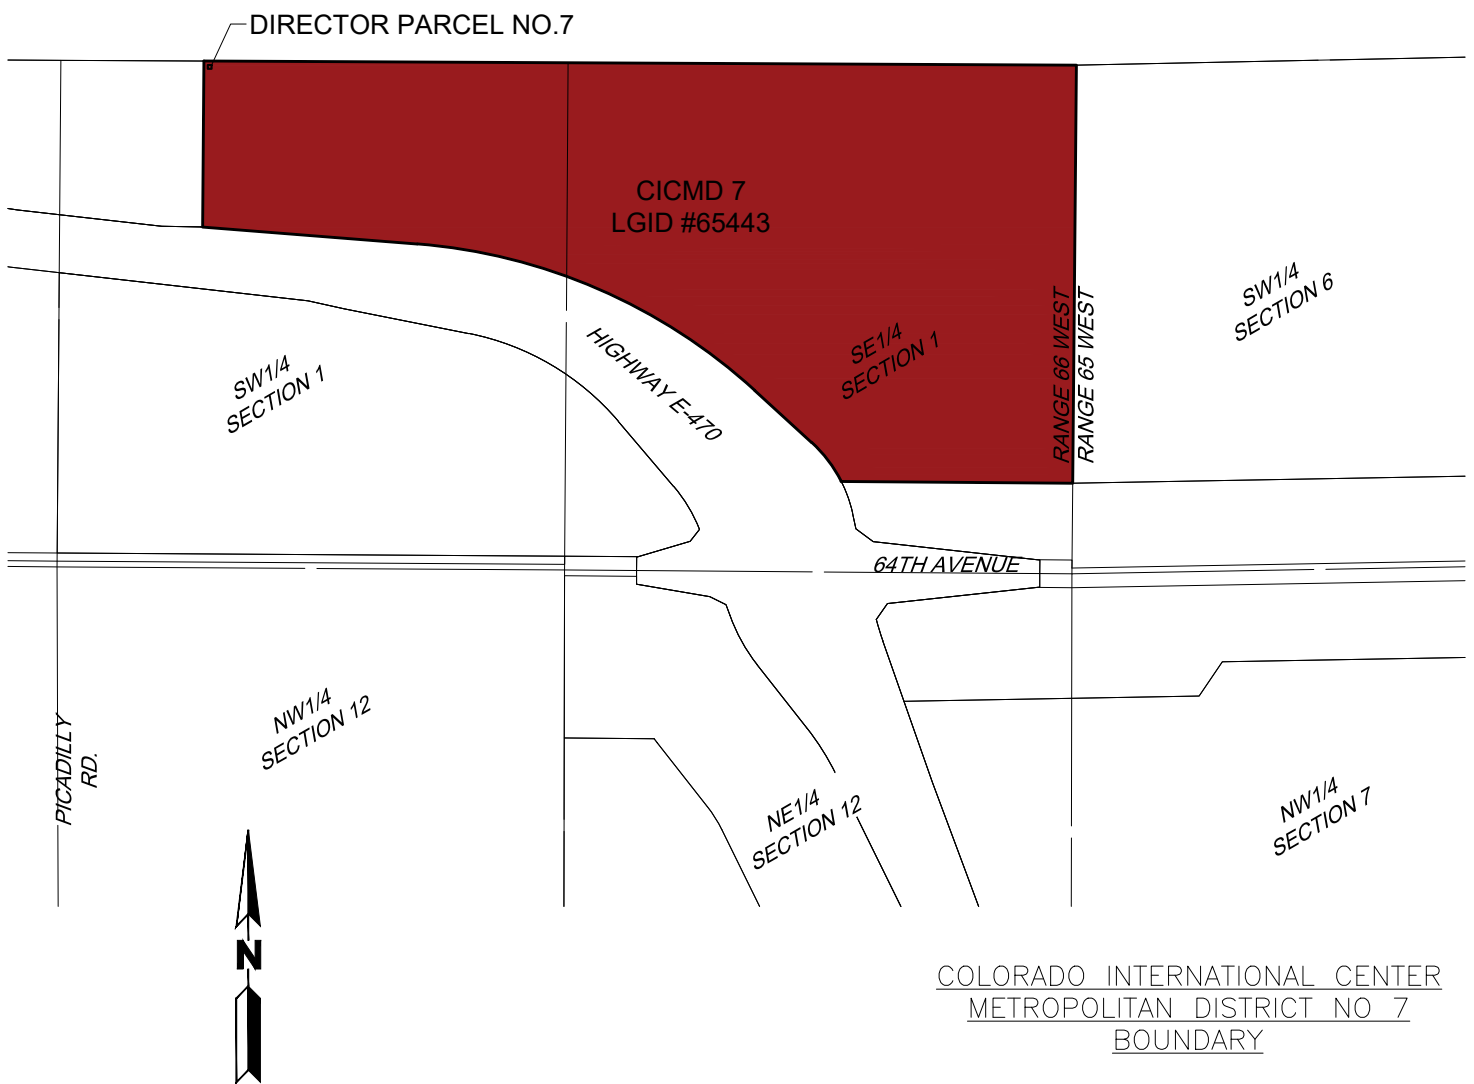 DIRECTOR PARCEL NO.7
CICMD 7
LGID #65443
SW1/4
SECTION 6
RANGE 66 WEST
RANGE 65 WEST
SE1/4
SECTION 1
HIGHWAY E-470
SW1/4
SECTION 1
64TH AVENUE
NW1/4
SECTION 12
PICADILLY
RD.
NE1/4
SECTION 12
NW1/4
SECTION 7
N
COLORADO INTERNATIONAL CENTER
METROPOLITAN DISTRICT NO 7
BOUNDARY